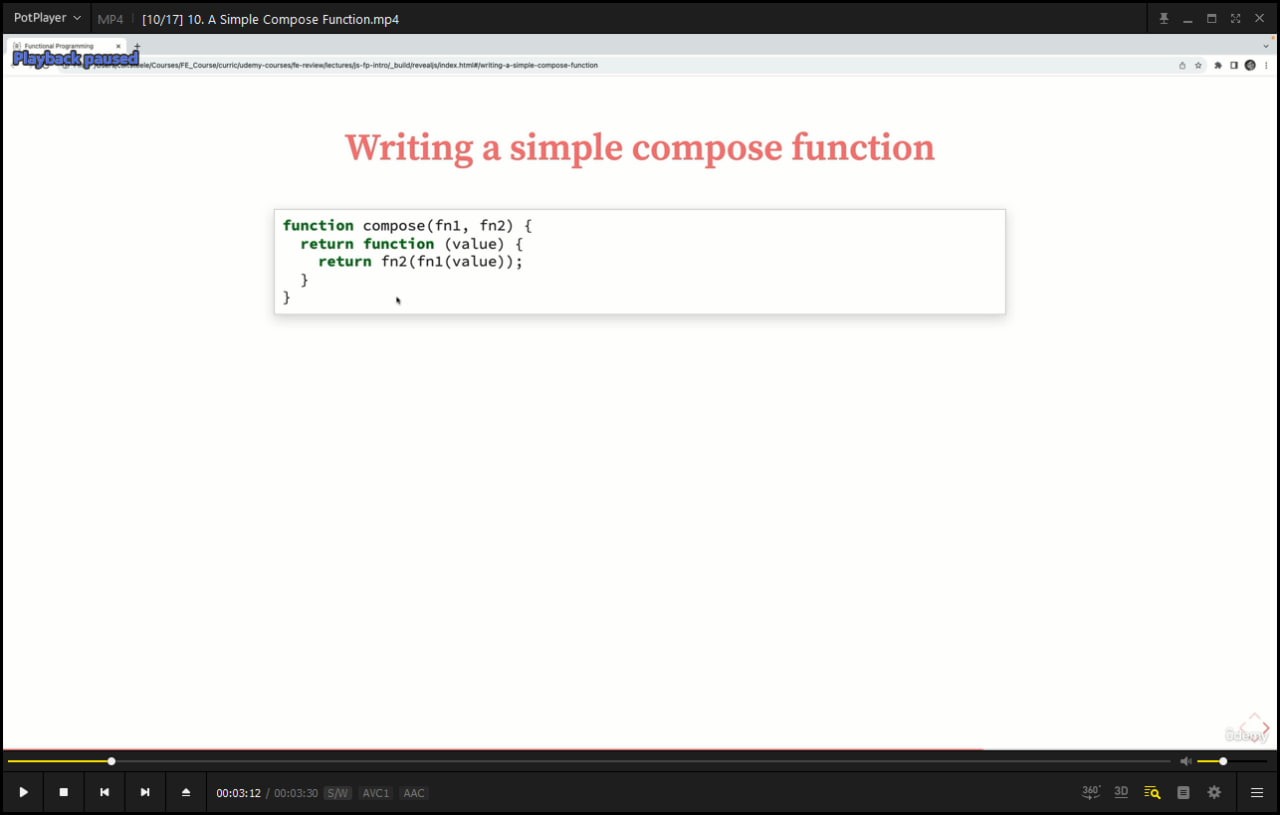 PotPlayer
MP4
[10/17] 10. A Simple Compose Function.mp4
Functional Programming
Playback paused
/Courses/FE_Course/curric/udemy-courses/fe-review/lectures/js-fp-intro/_build/revealjs/index.html#/writing-a-simple-compose-function
Writing a simple compose function
function compose(fn1, fn2) {
  return function (value) {
    return fn2(fn1(value));
  }
}
ûdemy
00:03:12 / 00:03:30 S/W AVC1 AAC
360°
3D